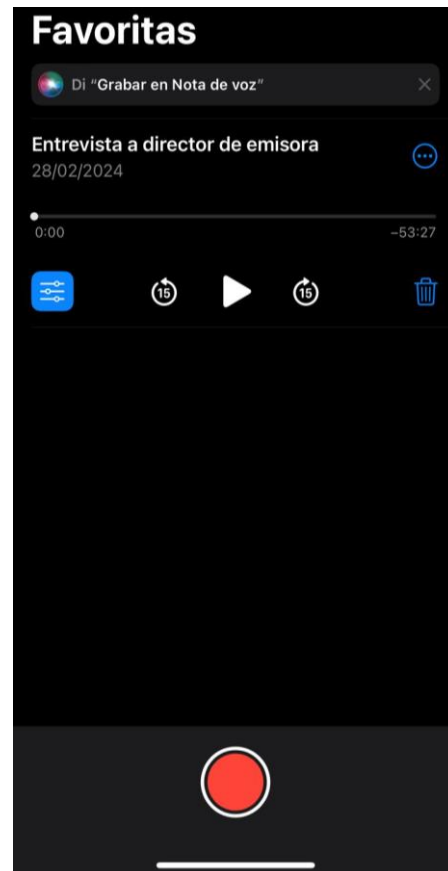 Favoritas
Di “Grabar en Nota de voz”
Entrevista a director de emisora
28/02/2024
0:00 −53:27
15 15